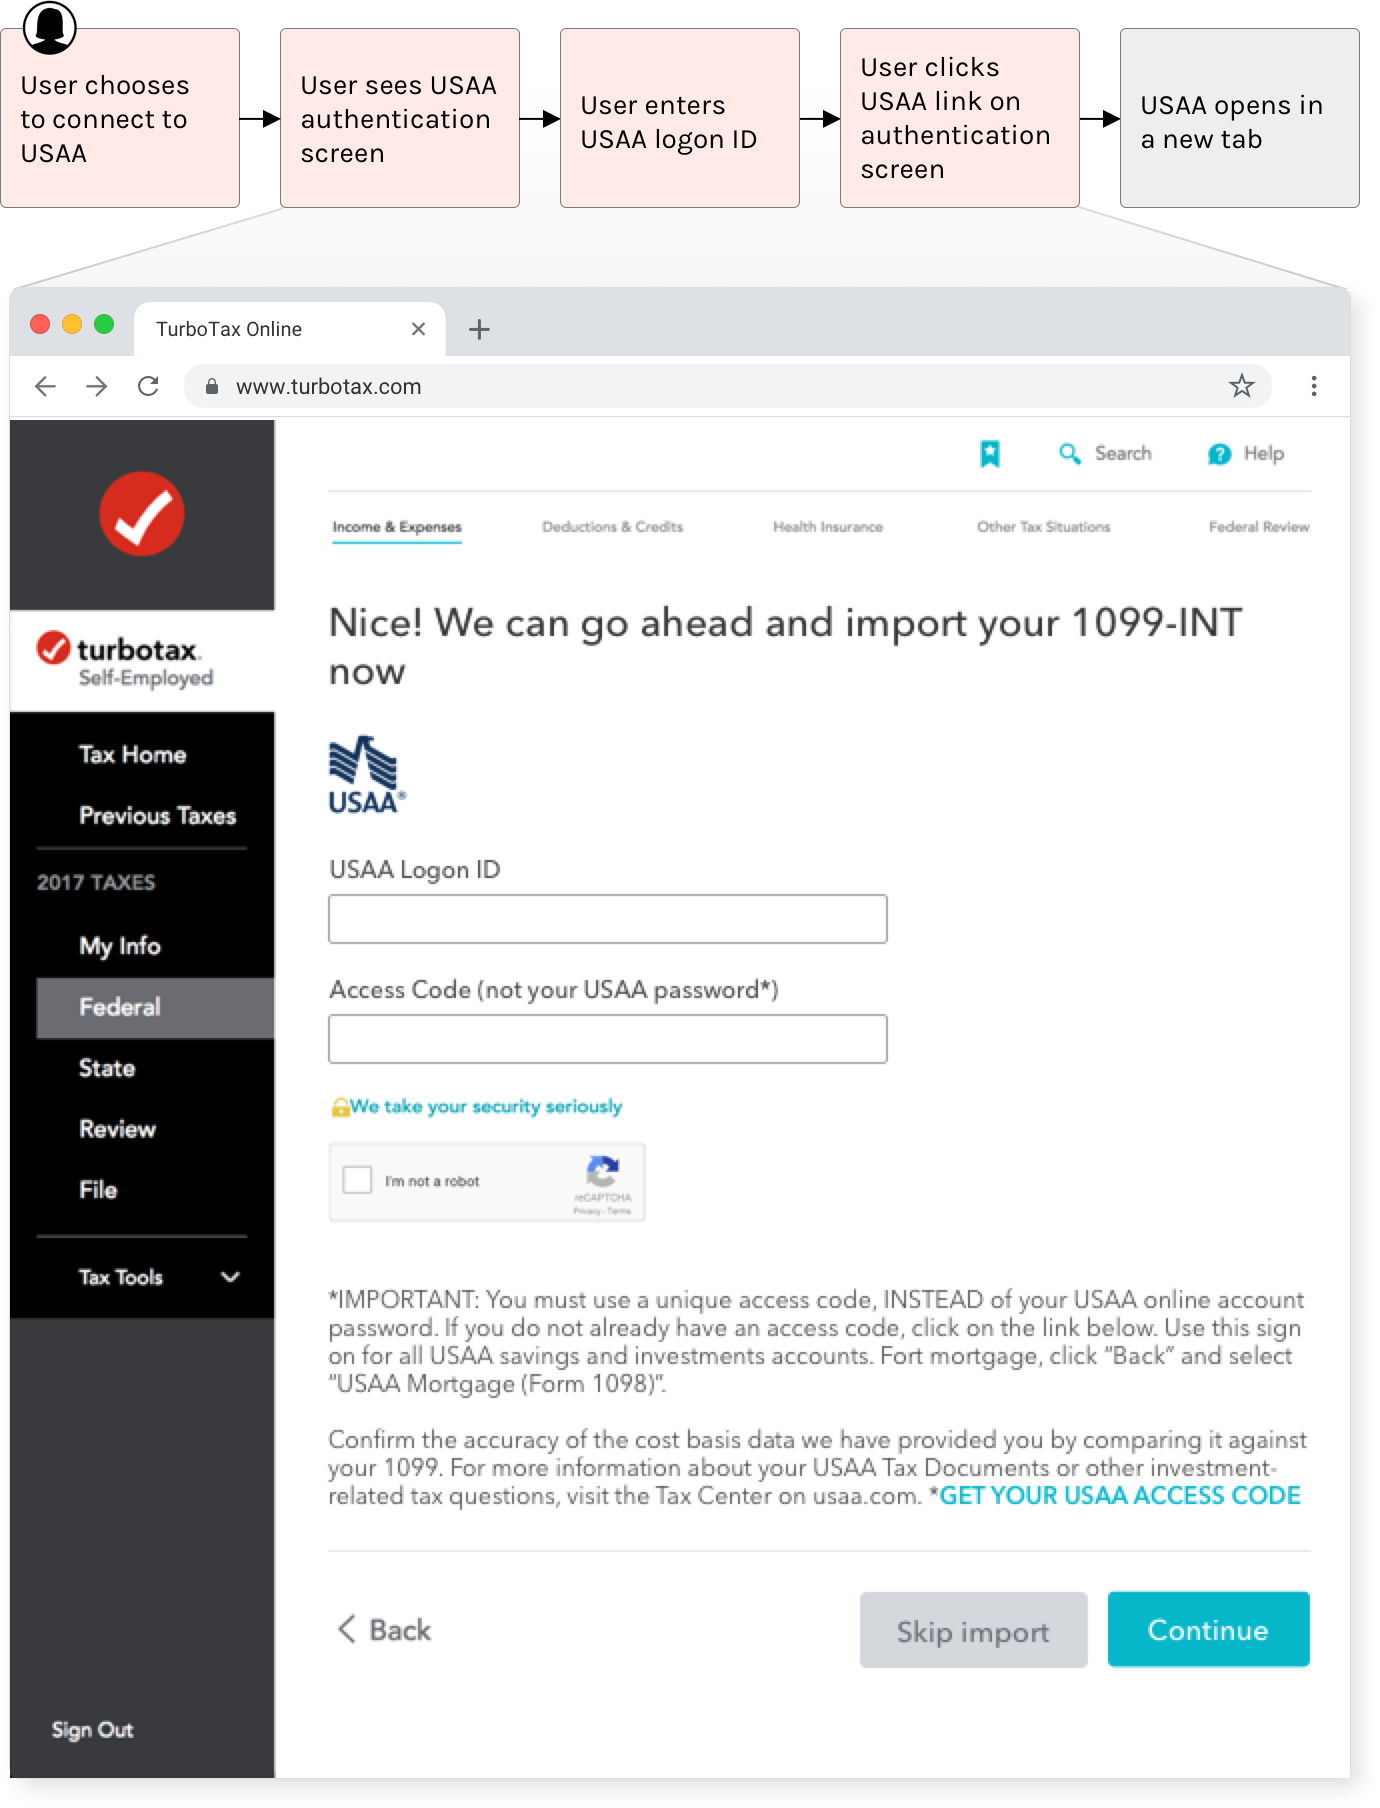 User chooses
to connect to
USAA
User sees USAA
authentication
screen
User enters
USAA logon ID
User clicks
USAA link on
authentication
screen
USAA opens in
a new tab
TurboTax Online
www.turbotax.com
Search
Help
Income & Expenses
Deductions & Credits
Health Insurance
Other Tax Situations
Federal Review
turbotax.
Self-Employed
Tax Home
Previous Taxes
2017 TAXES
My Info
Federal
State
Review
File
Tax Tools
Sign Out
Nice! We can go ahead and import your 1099-INT
now
USAA®
USAA Logon ID
Access Code (not your USAA password*)
We take your security seriously
I'm not a robot
reCAPTCHA
Privacy - Terms
*IMPORTANT: You must use a unique access code, INSTEAD of your USAA online account
password. If you do not already have an access code, click on the link below. Use this sign
on for all USAA savings and investments accounts. Fort mortgage, click “Back” and select
“USAA Mortgage (Form 1098)”.
Confirm the accuracy of the cost basis data we have provided you by comparing it against
your 1099. For more information about your USAA Tax Documents or other investment-
related tax questions, visit the Tax Center on usaa.com. *GET YOUR USAA ACCESS CODE
Back
Skip import
Continue